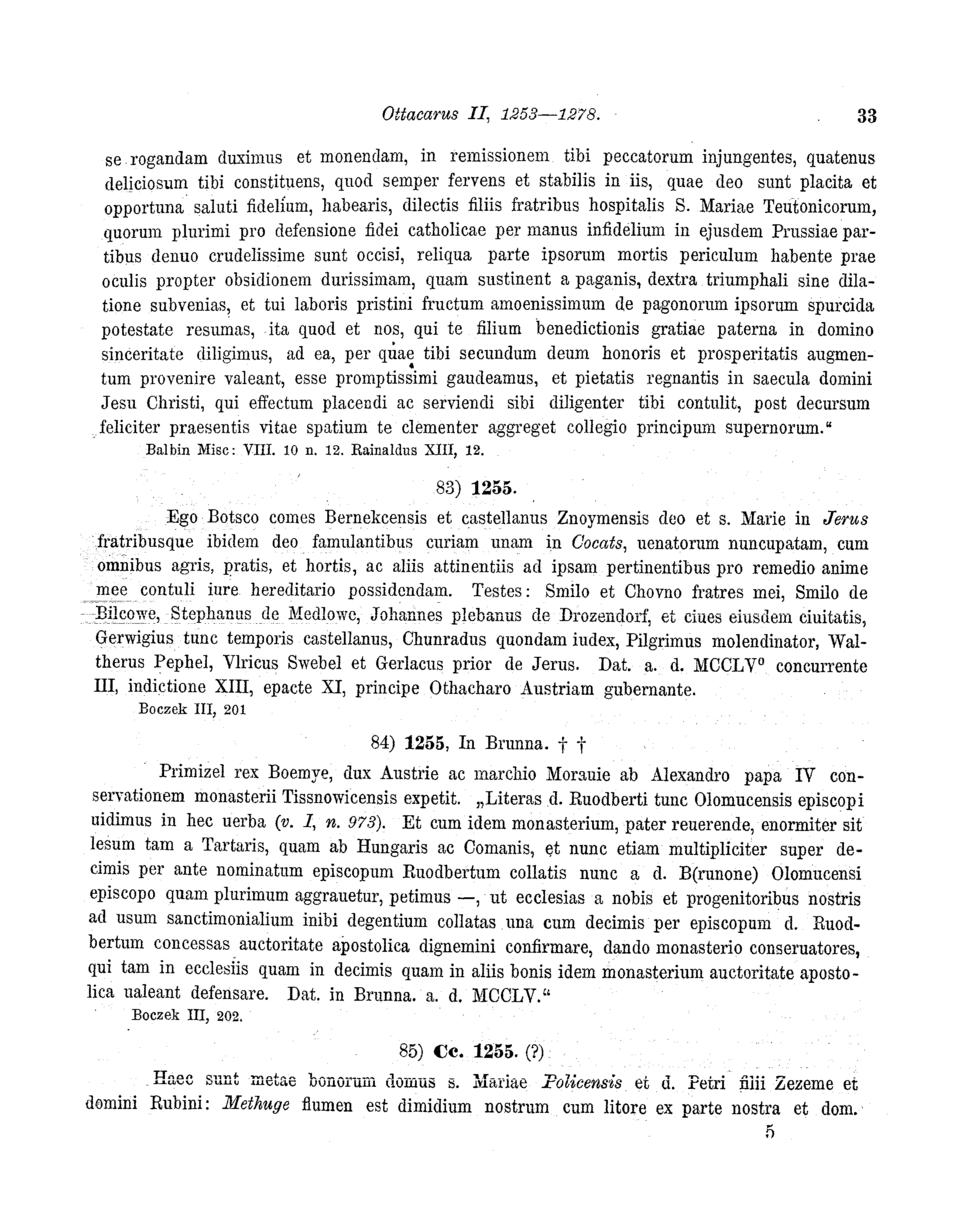 Ottacarus II, 1253—1278. 33
se rogandam duximus et monendam, in remissionem tibi peccatorum injungentes, quatenus
deliciosum tibi constituens, quod semper fervens et stabilis in iis, quae deo sunt placita et
opportuna saluti fidelium, habearis, dilectis filiis fratribus hospitalis S. Mariae Teutonicorum,
quorum plurimi pro defensione fidei catholicae per manus infidelium in ejusdem Prussiae par-
tibus denuo crudelissime sunt occisi, reliqua parte ipsorum mortis periculum habente prae
oculis propter obsidionem durissimam, quam sustinent a paganis, dextra triumphali sine dila-
tione subvenias, et tui laboris pristini fructum amoenissimum de pagonorum ipsorum spurcida
potestate resumas, ita quod et nos, qui te filium benedictionis gratiae paterna in domino
sinceritate diligimus, ad ea, per quae tibi secundum deum honoris et prosperitatis augmen-
tum provenire valeant, esse promptissimi gaudeamus, et pietatis regnantis in saecula domini
Jesu Christi, qui effectum placendi ac serviendi sibi diligenter tibi contulit, post decursum
feliciter praesentis vitae spatium te clementer aggreget collegio principum supernorum.“
Balbin Misc: VIII. 10 n. 12. Rainaldus XIII, 12.
83) 1255.
Ego Botsco comes Bernekcensis et castellanus Znoymensis deo et s. Marie in Jerus
fratribusque ibidem deo famulantibus curiam unam in Cocats, uenatorum nuncupatam, cum
omnibus agris, pratis, et hortis, ac aliis attinentiis ad ipsam pertinentibus pro remedio anime
mee contuli iure hereditario possidendam. Testes: Smilo et Chovno fratres mei, Smilo de
Bilcowe, Stephanus de Medlowe, Johannes plebanus de Drozendorf, et ciues eiusdem ciuitatis,
Gerwigius tunc temporis castellanus, Chunradus quondam iudex, Pilgrimus molendinator, Wal-
therus Pephel, Vlricus Swebel et Gerlacus prior de Jerus. Dat. a. d. MCCLV⁰ concurrente
III, indictione XIII, epacte XI, principe Othacharo Austriam gubernante.
Boczek III, 201
84) 1255, In Brunna. † †
Primizel rex Boemye, dux Austrie ac marchio Morauie ab Alexandro papa IV con-
servationem monasterii Tissnowicensis expetit. „Literas d. Ruodberti tunc Olomucensis episcopi
uidimus in hec uerba (v. I, n. 973). Et cum idem monasterium, pater reuerende, enormiter sit
lesum tam a Tartaris, quam ab Hungaris ac Comanis, et nunc etiam multipliciter super de-
cimis per ante nominatum episcopum Ruodbertum collatis nunc a d. B(runone) Olomucensi
episcopo quam plurimum aggrauetur, petimus —, ut ecclesias a nobis et progenitoribus nostris
ad usum sanctimonialium inibi degentium collatas una cum decimis per episcopum d. Ruod-
bertum concessas auctoritate apostolica dignemini confirmare, dando monasterio conseruatores,
qui tam in ecclesiis quam in decimis quam in aliis bonis idem monasterium auctoritate aposto-
lica ualeant defensare. Dat. in Brunna. a. d. MCCLV.“
Boczek III, 202.
85) Cc. 1255. (?)
Haec sunt metae bonorum domus s. Mariae Policensis et d. Petri filii Zezeme et
domini Rubini: Methuge flumen est dimidium nostrum cum litore ex parte nostra et dom.
5